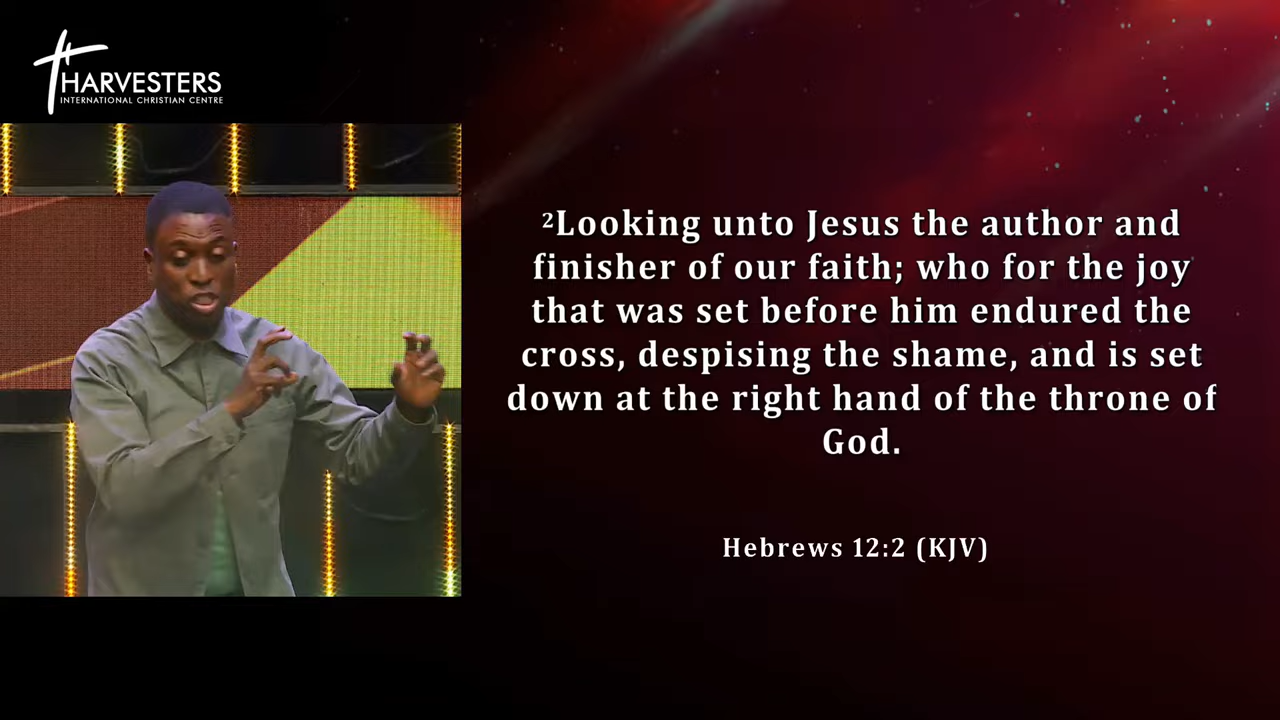 HARVESTERS
INTERNATIONAL CHRISTIAN CENTRE
²Looking unto Jesus the author and
finisher of our faith; who for the joy
that was set before him endured the
cross, despising the shame, and is set
down at the right hand of the throne of
God.
Hebrews 12:2 (KJV)